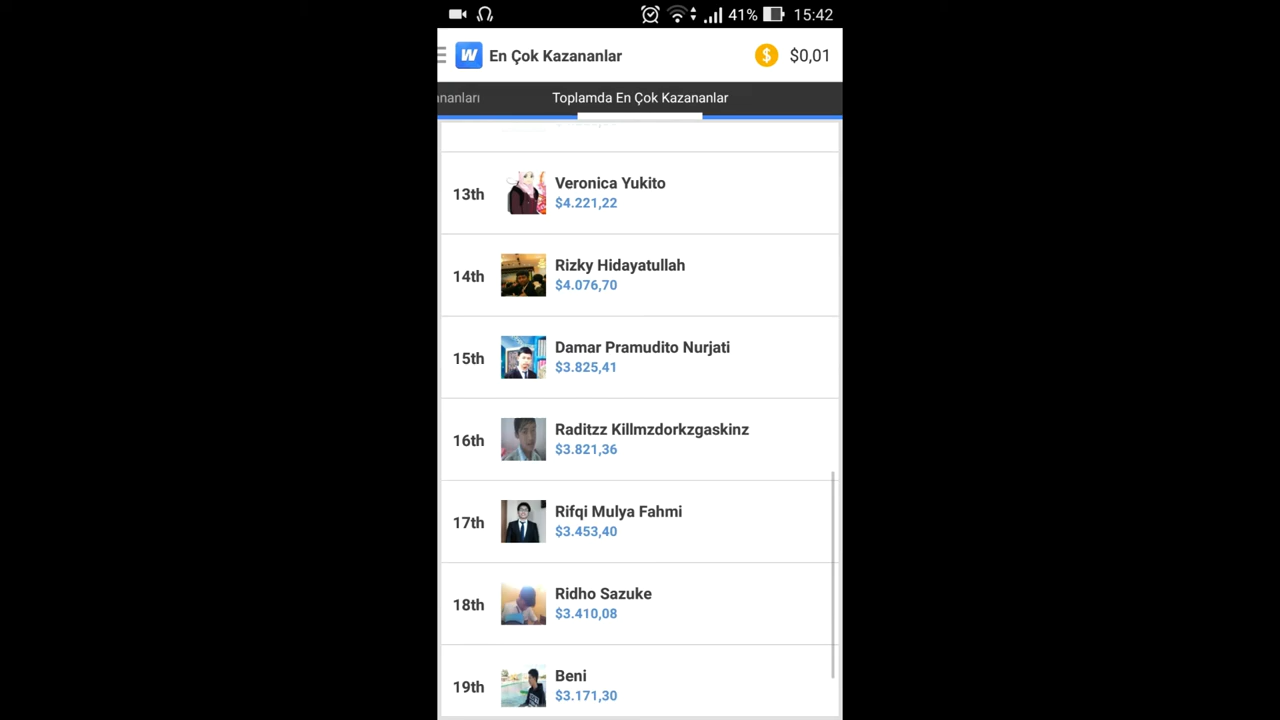 41% 15:42
W En Çok Kazananlar $ $0,01
nanları Toplamda En Çok Kazananlar
13th Veronica Yukito
$4.221,22
14th Rizky Hidayatullah
$4.076,70
15th Damar Pramudito Nurjati
$3.825,41
16th Raditzz Killmzdorkzgaskinz
$3.821,36
17th Rifqi Mulya Fahmi
$3.453,40
18th Ridho Sazuke
$3.410,08
19th Beni
$3.171,30